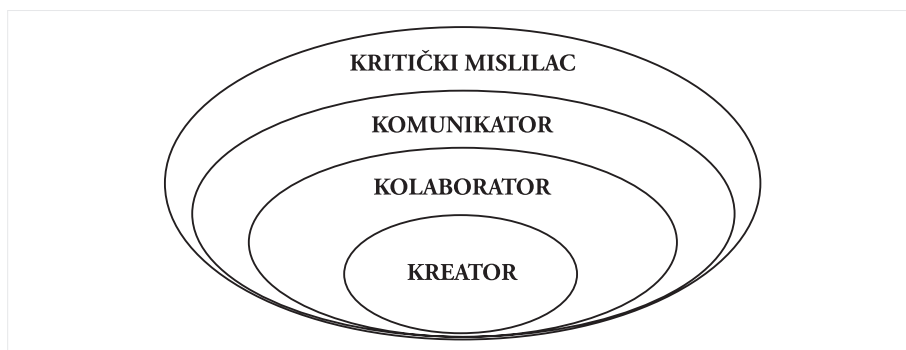 KRITIČKI MISLILAC
KOMUNIKATOR
KOLABORATOR
KREATOR